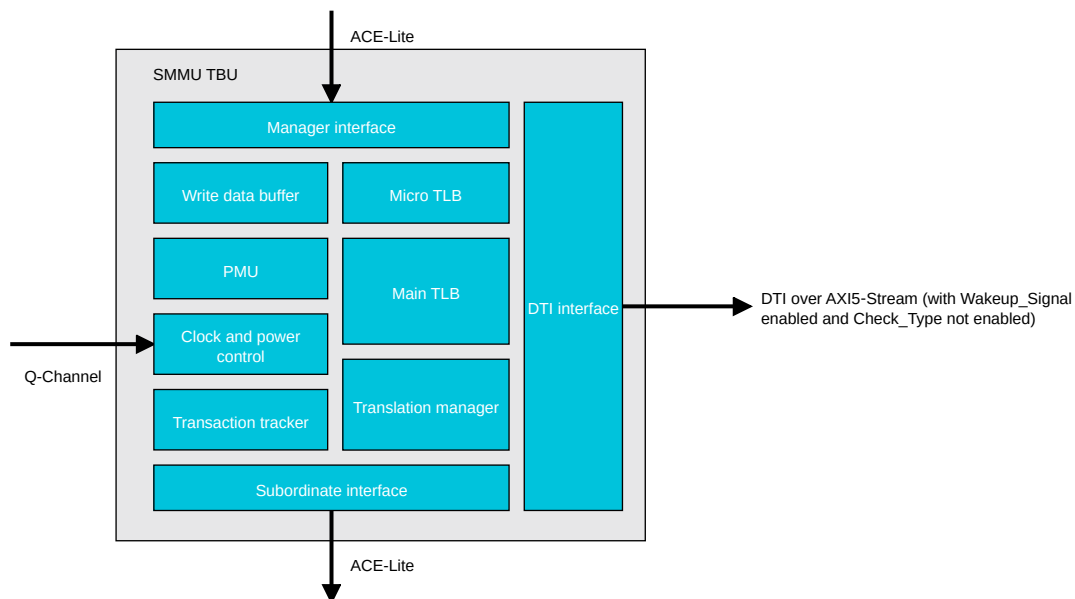 ACE-Lite
SMMU TBU
Manager interface
Write data buffer
Micro TLB
PMU
Main TLB
DTI interface
DTI over AXI5-Stream (with Wakeup_Signal
enabled and Check_Type not enabled)
Clock and power
control
Q-Channel
Translation manager
Transaction tracker
Subordinate interface
ACE-Lite